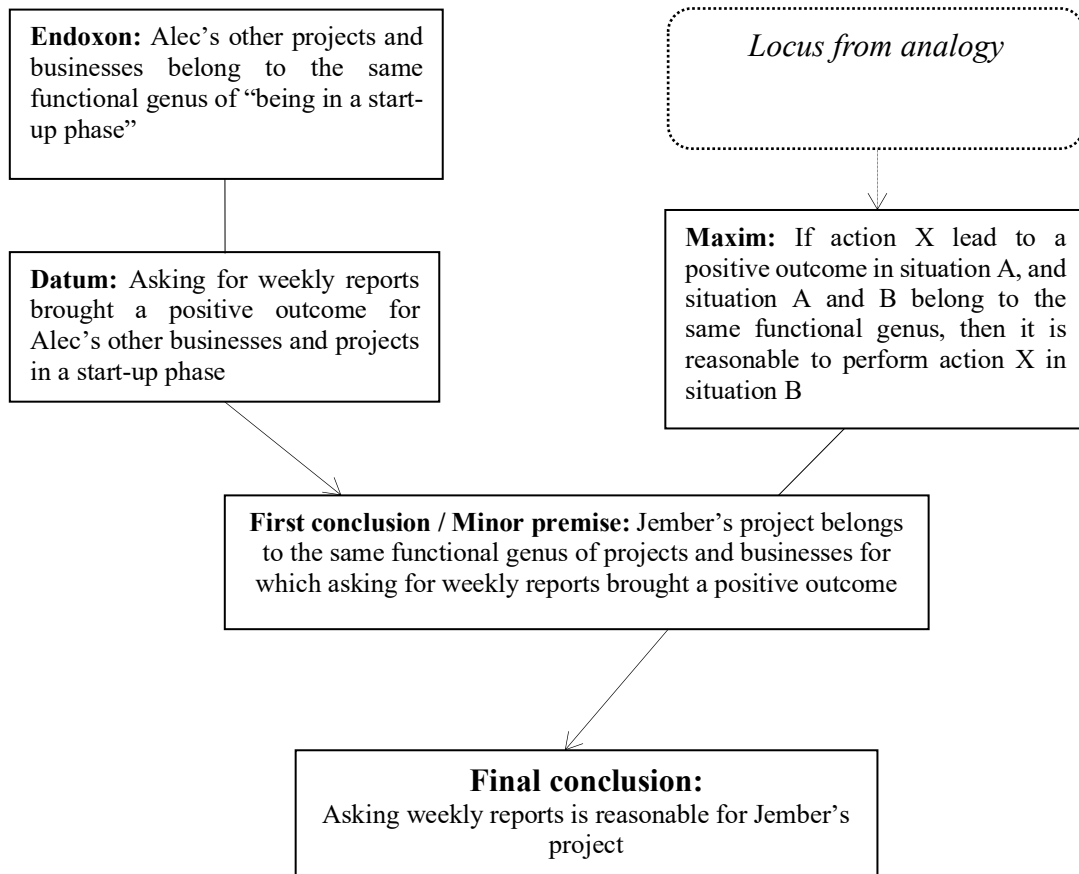 Endoxon: Alec’s other projects and
businesses belong to the same
functional genus of “being in a start-
up phase”
Locus from analogy
Datum: Asking for weekly reports
brought a positive outcome for
Alec’s other businesses and projects
in a start-up phase
Maxim: If action X lead to a
positive outcome in situation A, and
situation A and B belong to the
same functional genus, then it is
reasonable to perform action X in
situation B
First conclusion / Minor premise: Jember’s project belongs
to the same functional genus of projects and businesses for
which asking for weekly reports brought a positive outcome
Final conclusion:
Asking weekly reports is reasonable for Jember’s
project